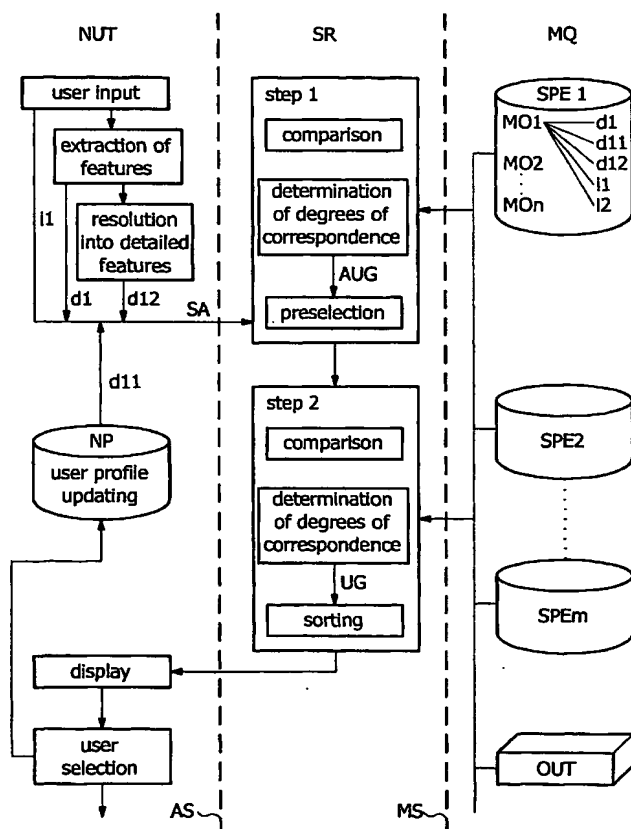 NUT
SR
MQ
user input
extraction of
features
resolution
into detailed
features
l1
d1
d12
SA
d11
NP
user profile
updating
display
user
selection
AS
step 1
comparison
determination
of degrees of
correspondence
AUG
preselection
step 2
comparison
determination
of degrees of
correspondence
UG
sorting
MS
SPE 1
MO1
d1
d11
MO2
d12
l1
MOn
l2
SPE2
SPEm
OUT